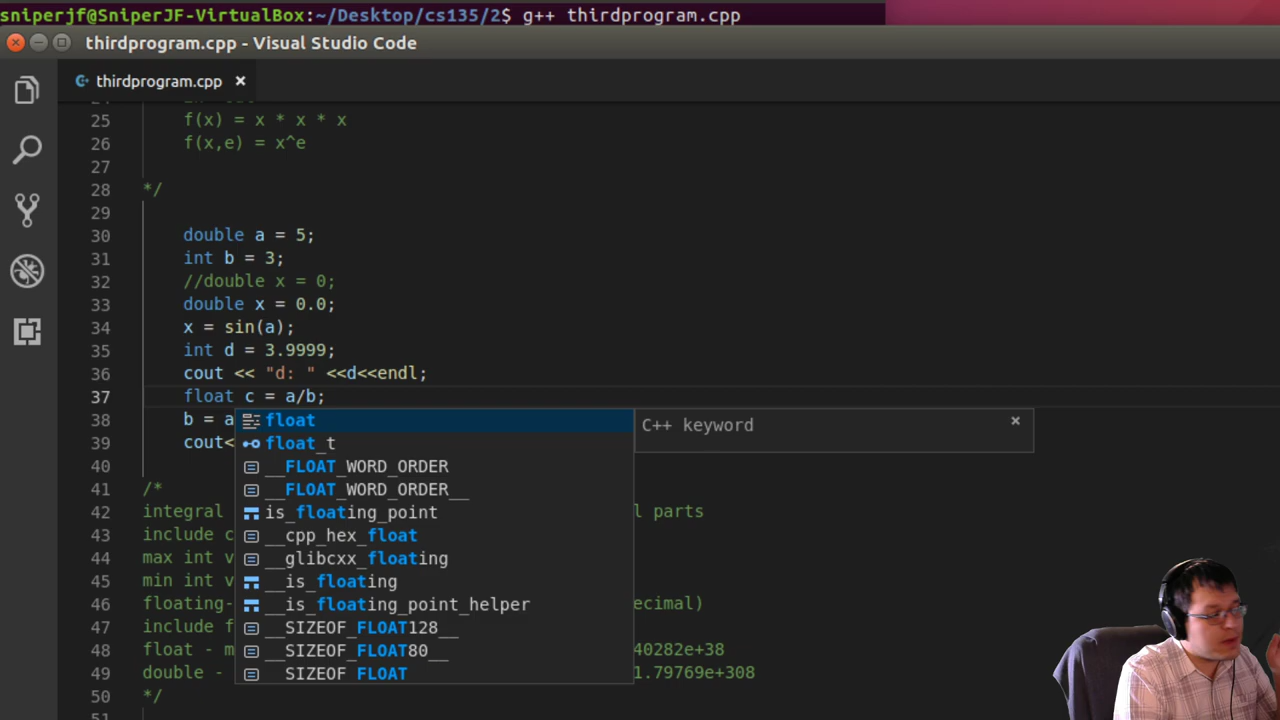 sniperjf@SniperJF-VirtualBox:~/Desktop/cs135/2$ g++ thirdprogram.cpp
thirdprogram.cpp - Visual Studio Code
thirdprogram.cpp ×
25 f(x) = x * x * x
26 f(x,e) = x^e
27
28 */
29
30 double a = 5;
31 int b = 3;
32 //double x = 0;
33 double x = 0.0;
34 x = sin(a);
35 int d = 3.9999;
36 cout << "d: " <<d<<endl;
37 float c = a/b;
38 b = a
float
C++ keyword ×
float_t
39 cout<
__FLOAT_WORD_ORDER
40
__FLOAT_WORD_ORDER__
41 /*
is_floating_point
42 integral l parts
__cpp_hex_float
43 include c
__glibcxx_floating
44 max int v
__is_floating
45 min int v
__is_floating_point_helper
46 floating- ecimal)
__SIZEOF_FLOAT128__
47 include f
__SIZEOF_FLOAT80__
48 float - m 40282e+38
__SIZEOF_FLOAT
49 double - 1.79769e+308
50 */
51